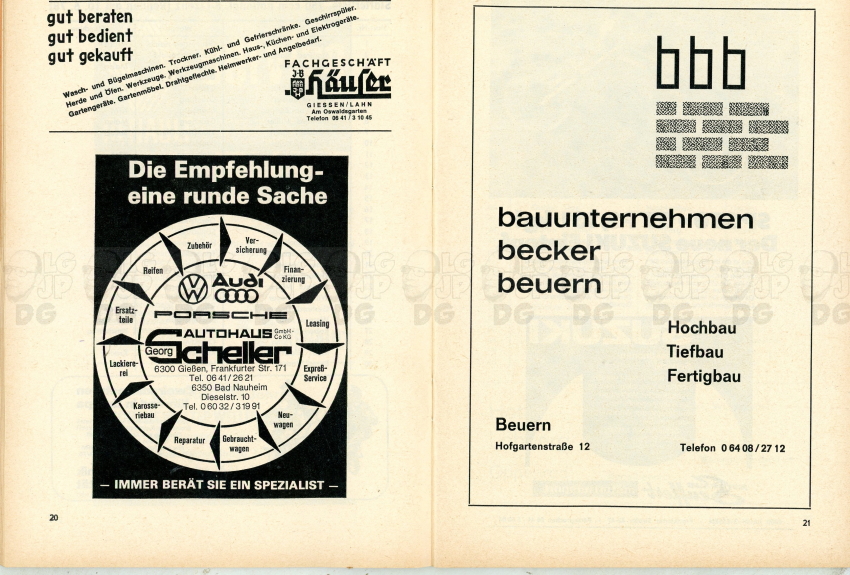 gut beraten
gut bedient
gut gekauft
Wasch- und Bügelmaschinen. Trockner. Kühl- und Gefrierschränke. Geschirrspüler.
Herde und Öfen. Werkzeuge. Werkzeugmaschinen. Haus-, Küchen- und Elektrogeräte.
Gartengeräte. Gartenmöbel. Drahtgeflechte. Heimwerker- und Angelbedarf.
FACHGESCHÄFT
J·B
Häuser
GIESSEN/LAHN
Am Oswaldsgarten
Telefon 06 41 / 3 10 45
Die Empfehlung-
eine runde Sache
Zubehör
Ver-
sicherung
Finan-
zierung
Leasing
Expreß-
Service
Neu-
wagen
Gebraucht-
wagen
Reparatur
Karosse-
riebau
Lackiere-
rei
Ersatz-
teile
Reifen
VW
Audi
PORSCHE
AUTOHAUS GmbH+
Co KG
Georg Scheller
6300 Gießen, Frankfurter Str. 171
Tel. 06 41 / 26 21
6350 Bad Nauheim
Dieselstr. 10
Tel. 0 60 32 / 3 19 91
— IMMER BERÄT SIE EIN SPEZIALIST —
20
bbb
bauunternehmen
becker
beuern
Hochbau
Tiefbau
Fertigbau
Beuern
Hofgartenstraße 12
Telefon 0 64 08 / 27 12
21
LG
JP
DG